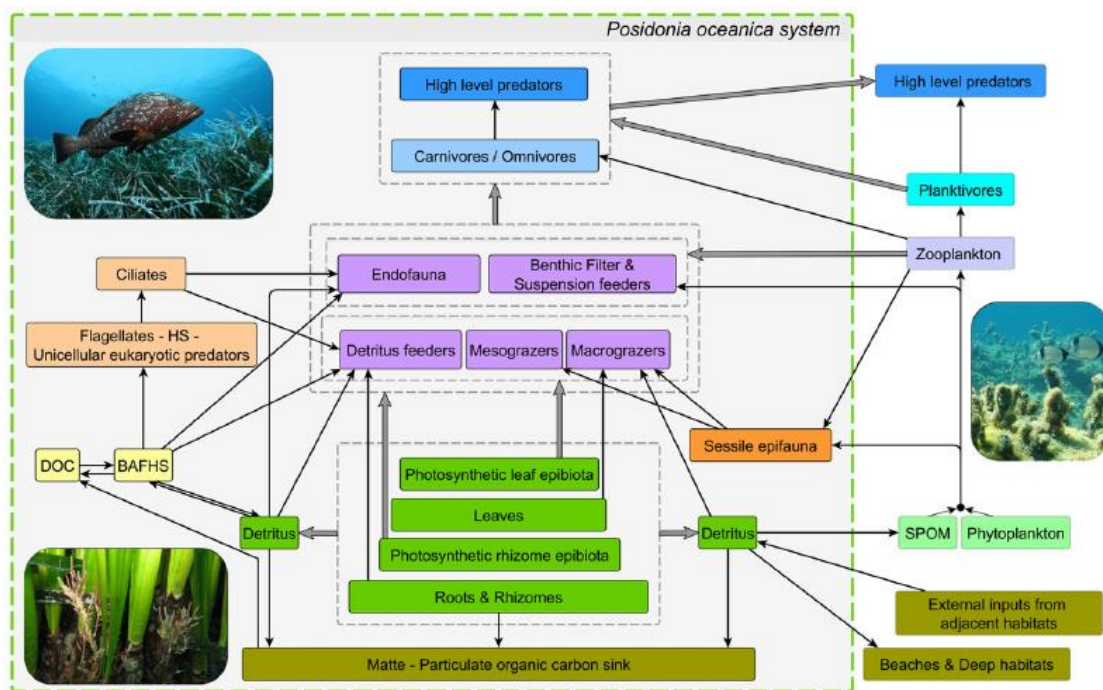 Posidonia oceanica system
High level predators
High level predators
Carnivores / Omnivores
Planktivores
Zooplankton
Ciliates
Endofauna
Benthic Filter &
Suspension feeders
Flagellates - HS -
Unicellular eukaryotic predators
Detritus feeders
Mesograzers
Macrograzers
Sessile epifauna
DOC
BAFHS
Photosynthetic leaf epibiota
Leaves
Detritus
Detritus
SPOM
Phytoplankton
Photosynthetic rhizome epibiota
Roots & Rhizomes
External inputs from
adjacent habitats
Matte - Particulate organic carbon sink
Beaches & Deep habitats